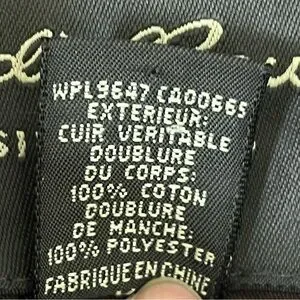 WPL9647 CA00665
EXTERIEUR:
CUIR VERITABLE
DOUBLURE
DU CORPS:
100% COTON
DOUBLURE
DE MANCHE:
100% POLYESTER
FABRIQUE EN CHINE